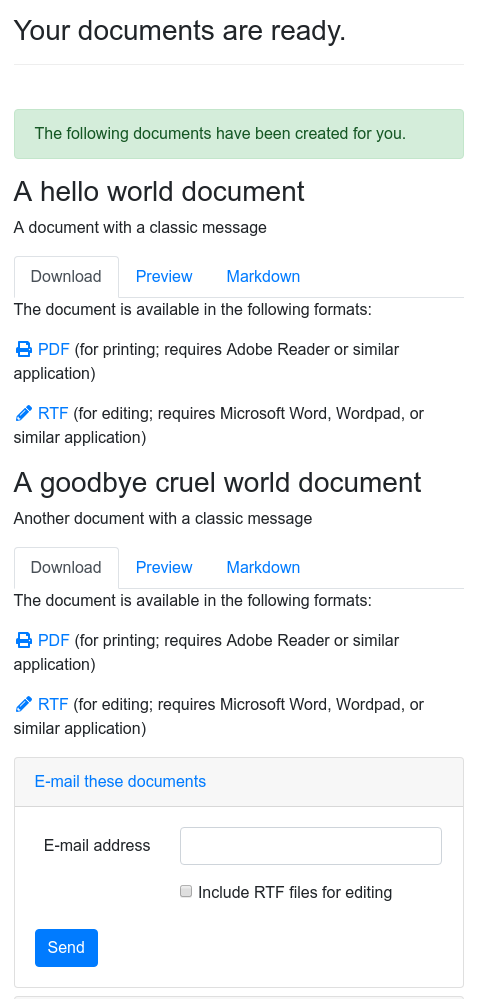 Your documents are ready.
The following documents have been created for you.
A hello world document
A document with a classic message
Download Preview Markdown
The document is available in the following formats:
PDF (for printing; requires Adobe Reader or similar
application)
RTF (for editing; requires Microsoft Word, Wordpad, or
similar application)
A goodbye cruel world document
Another document with a classic message
Download Preview Markdown
The document is available in the following formats:
PDF (for printing; requires Adobe Reader or similar
application)
RTF (for editing; requires Microsoft Word, Wordpad, or
similar application)
E-mail these documents
E-mail address
Include RTF files for editing
Send